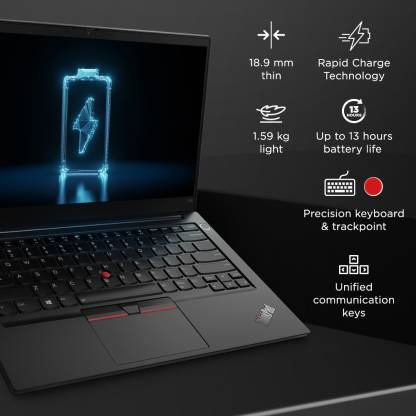 18.9 mm
thin
Rapid Charge
Technology
1.59 kg
light
13
HOURS
Up to 13 hours
battery life
Precision keyboard
& trackpoint
Unified
communication
keys
ThinkPad